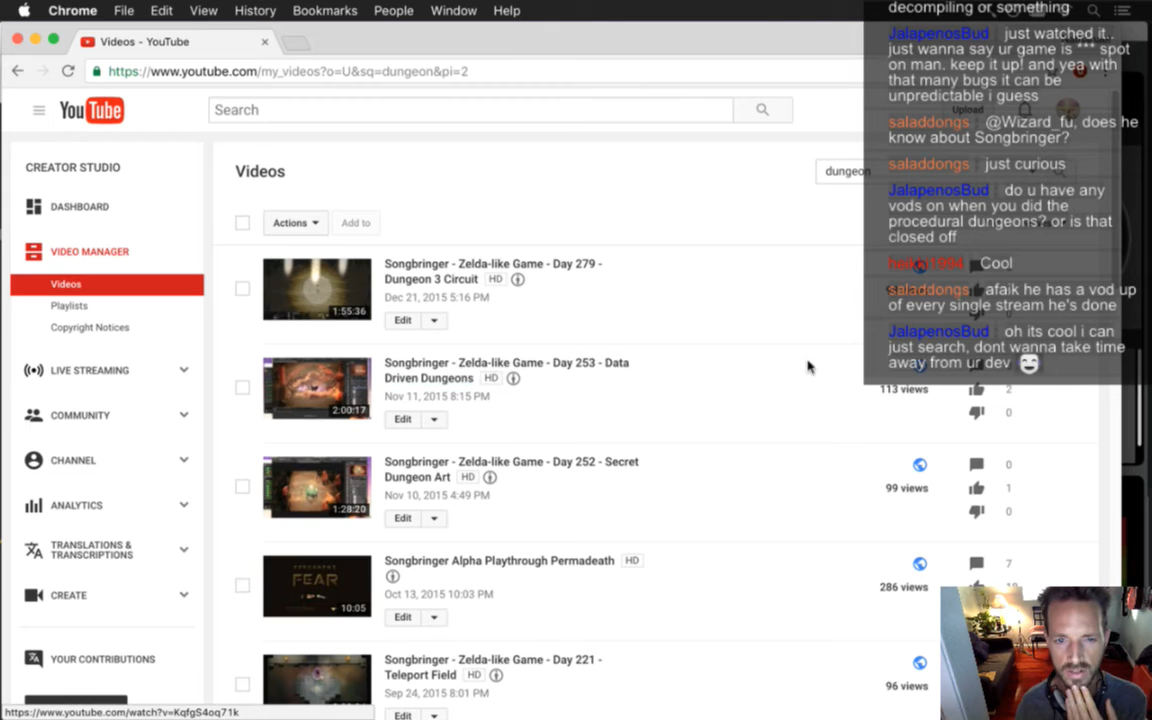 Chrome File Edit View History Bookmarks People Window Help
Videos - YouTube
https://www.youtube.com/my_videos?o=U&sq=dungeon&pi=2
YouTube
Search
Upload
CREATOR STUDIO
DASHBOARD
VIDEO MANAGER
Videos
Playlists
Copyright Notices
LIVE STREAMING
COMMUNITY
CHANNEL
ANALYTICS
TRANSLATIONS &
TRANSCRIPTIONS
CREATE
YOUR CONTRIBUTIONS
https://www.youtube.com/watch?v=KqfgS4oq71k
Videos
dungeon
Actions
Add to
1:55:36
Songbringer - Zelda-like Game - Day 279 -
Dungeon 3 Circuit HD
Dec 21, 2015 5:16 PM
Edit
2:00:17
Songbringer - Zelda-like Game - Day 253 - Data
Driven Dungeons HD
Nov 11, 2015 8:15 PM
Edit
113 views
2
0
1:28:20
Songbringer - Zelda-like Game - Day 252 - Secret
Dungeon Art HD
Nov 10, 2015 4:49 PM
Edit
99 views
0
1
0
FEAR
10:05
Songbringer Alpha Playthrough Permadeath HD
Oct 13, 2015 10:03 PM
Edit
286 views
7
Songbringer - Zelda-like Game - Day 221 -
Teleport Field HD
Sep 24, 2015 8:01 PM
Edit
96 views
decompiling or something
JalapenosBud just watched it..
just wanna say ur game is *** spot
on man. keep it up! and yea with
that many bugs it can be
unpredictable i guess
saladdongs @Wizard_fu, does he
know about Songbringer?
saladdongs just curious
JalapenosBud do u have any
vods on when you did the
procedural dungeons? or is that
closed off
Cool
saladdongs afaik he has a vod up
of every single stream he's done
JalapenosBud oh its cool i can
just search, dont wanna take time
away from ur dev